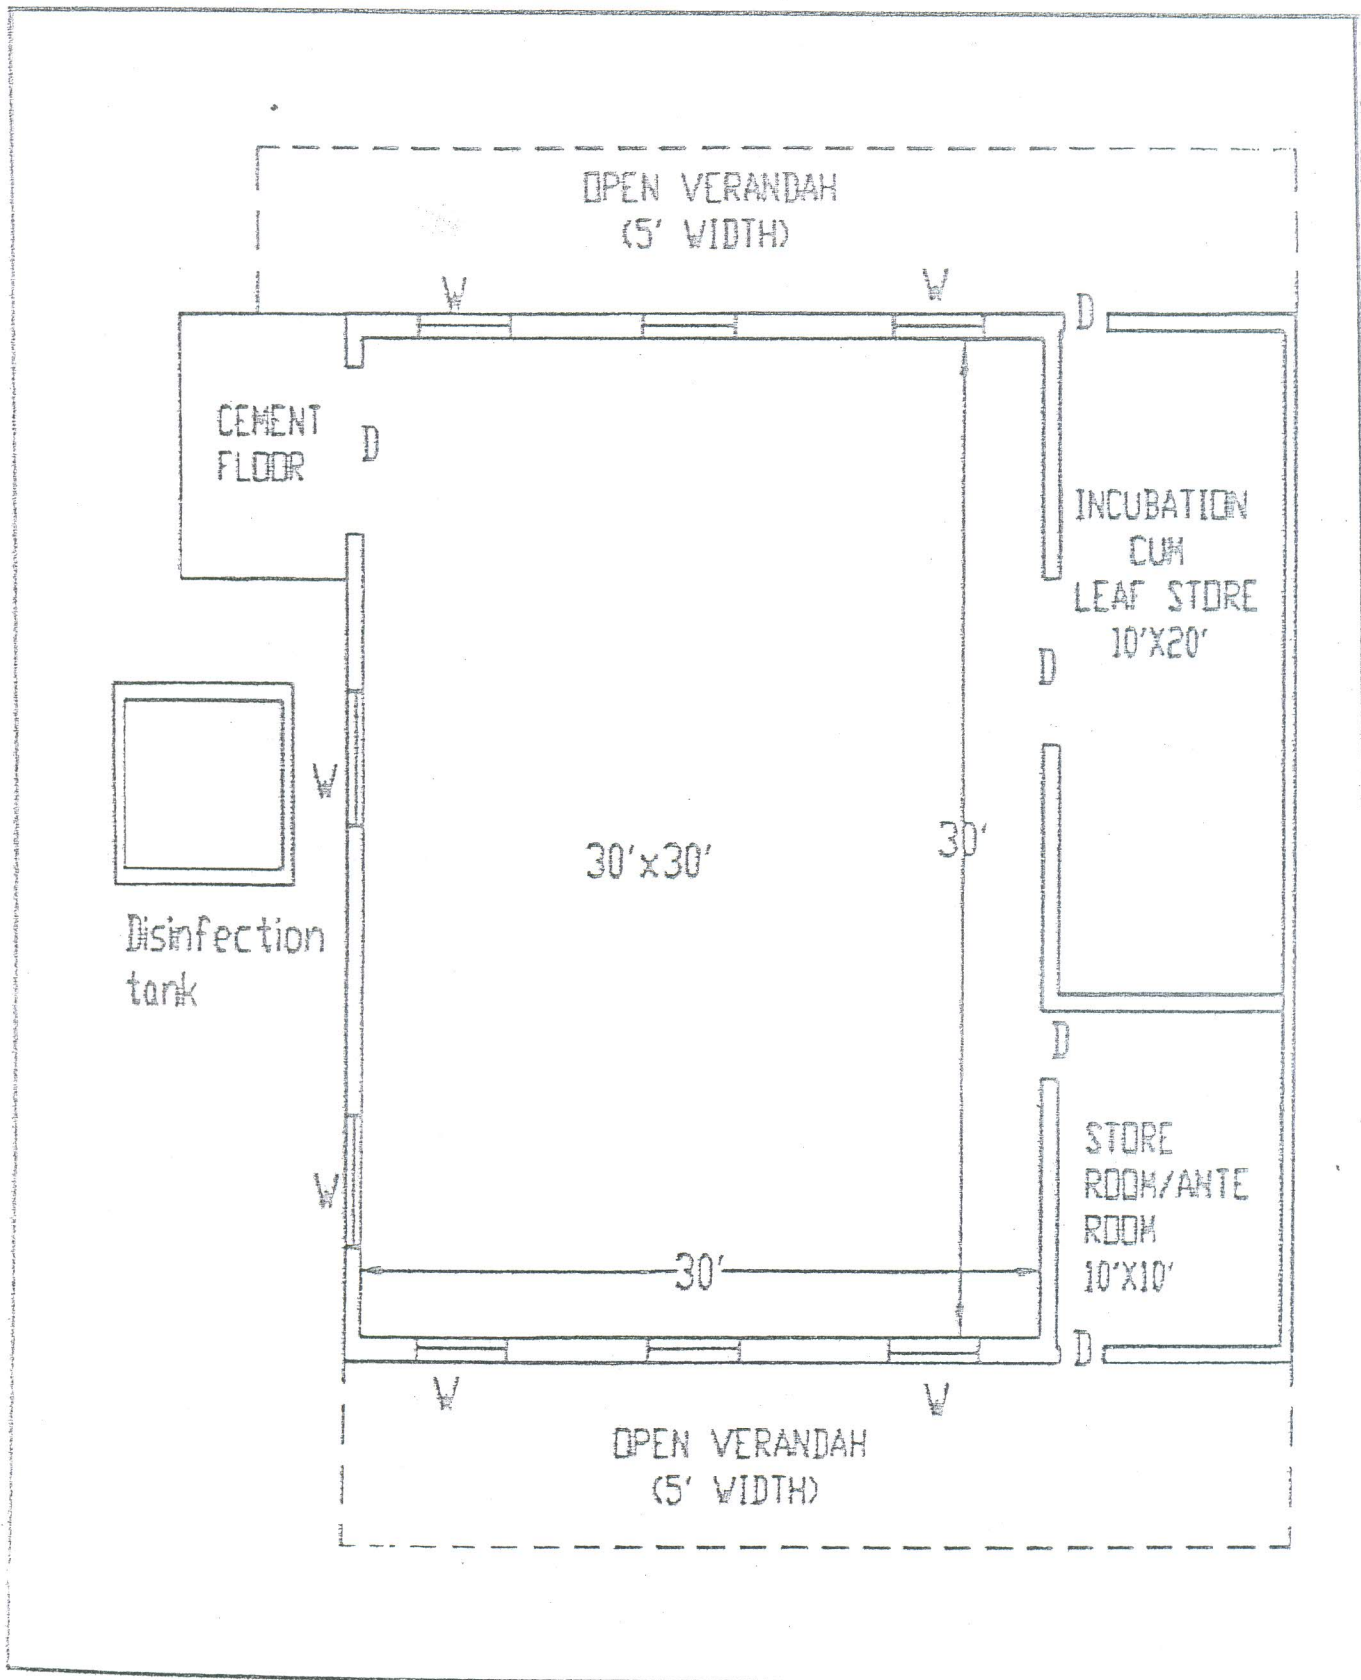 OPEN VERANDAH
(5' WIDTH)
W
W
D
CEMENT
FLOOR
D
INCUBATION
CUM
LEAF STORE
10'X20'
D
W
30'x30'
30'
Disinfection
tank
D
STORE
ROOM/ANTE
ROOM
10'X10'
W
30'
D
W
W
OPEN VERANDAH
(5' WIDTH)